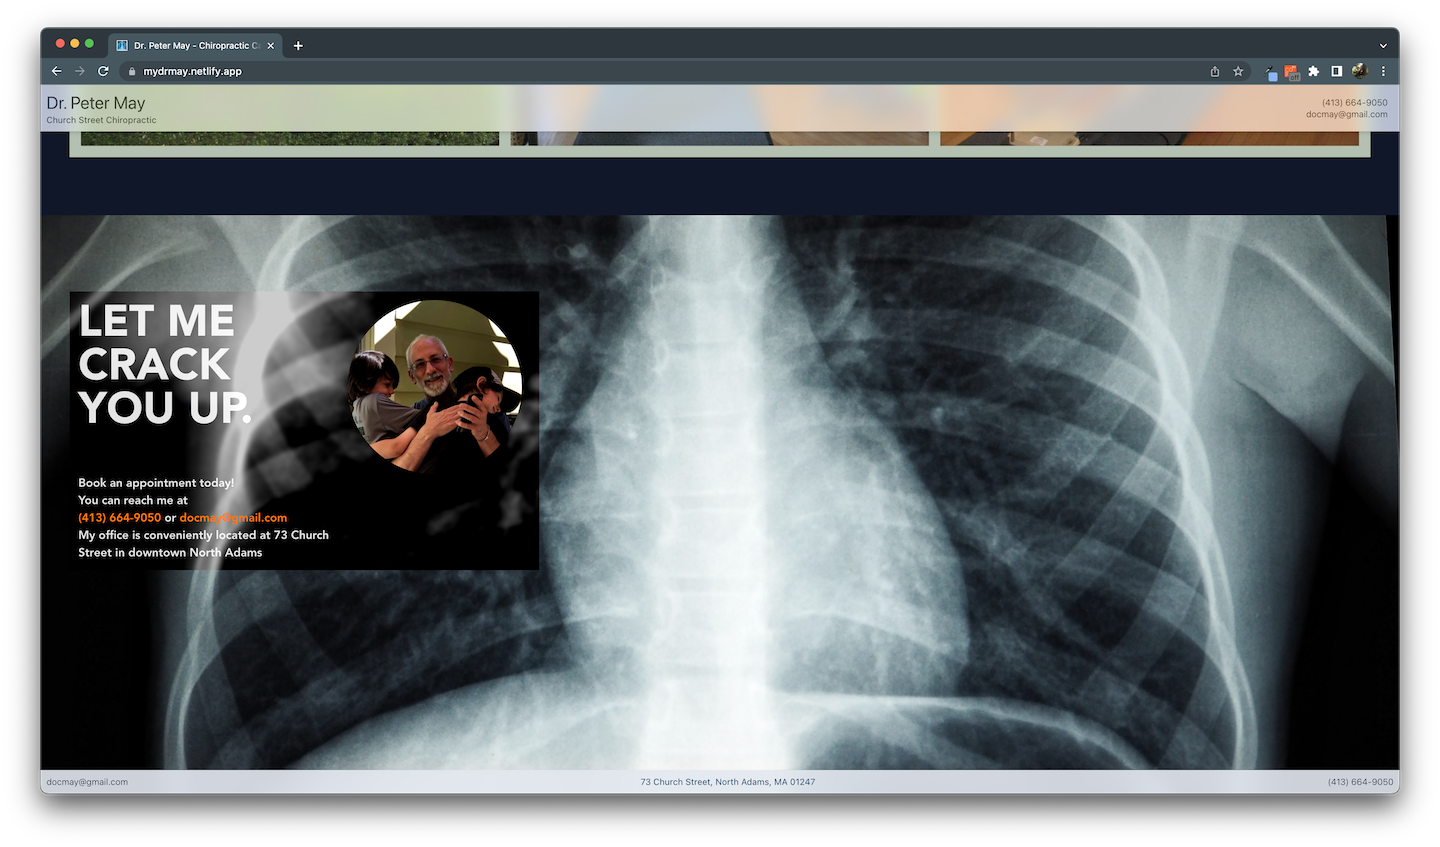 Dr. Peter May - Chiropractic C
mydrmay.netlify.app
Dr. Peter May
Church Street Chiropractic
(413) 664-9050
docmay@gmail.com
LET ME
CRACK
YOU UP.
Book an appointment today!
You can reach me at
(413) 664-9050 or docmay@gmail.com
My office is conveniently located at 73 Church
Street in downtown North Adams
docmay@gmail.com
73 Church Street, North Adams, MA 01247
(413) 664-9050